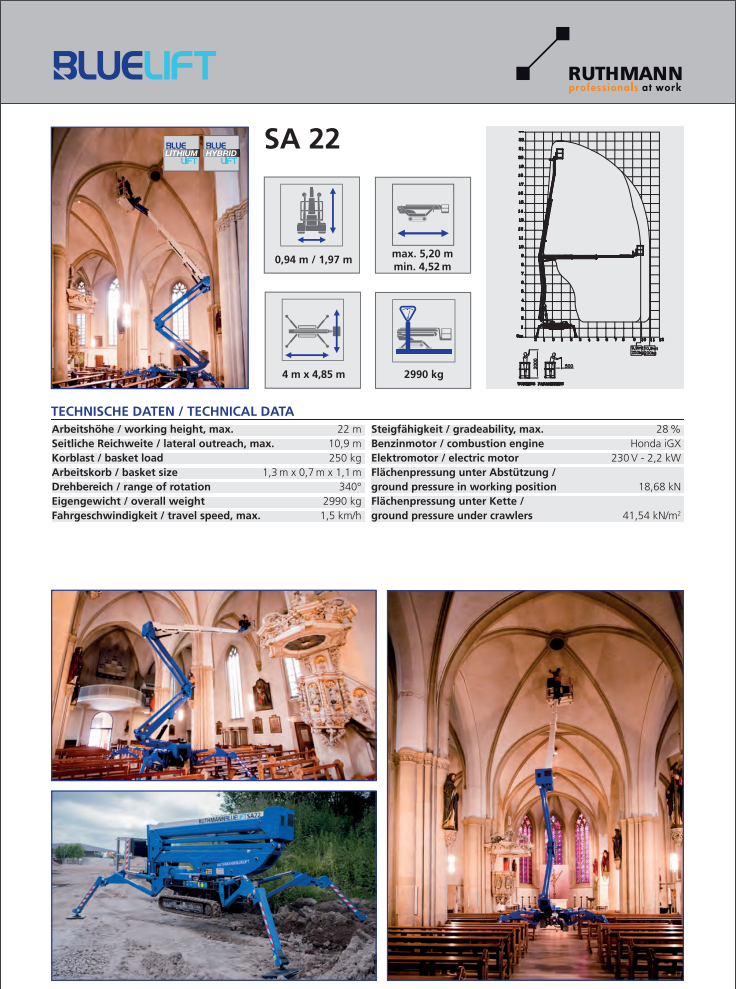 BLUELIFT
RUTHMANN
professionals at work
BLUE
LITHIUM
LIFT
BLUE
HYBRID
LIFT
SA 22
0,94 m / 1,97 m
max. 5,20 m
min. 4,52 m
4 m x 4,85 m
2990 kg
TECHNISCHE DATEN / TECHNICAL DATA
Arbeitshöhe / working height, max. 22 m
Seitliche Reichweite / lateral outreach, max. 10,9 m
Korblast / basket load 250 kg
Arbeitskorb / basket size 1,3 m x 0,7 m x 1,1 m
Drehbereich / range of rotation 340°
Eigengewicht / overall weight 2990 kg
Fahrgeschwindigkeit / travel speed, max. 1,5 km/h
Steigfähigkeit / gradeability, max. 28 %
Benzinmotor / combustion engine Honda iGX
Elektromotor / electric motor 230 V - 2,2 kW
Flächenpressung unter Abstützung /
ground pressure in working position 18,68 kN
Flächenpressung unter Kette /
ground pressure under crawlers 41,54 kN/m²
RUTHMANNBLUELIFTSA22
RUTHMANNBLUELIFT